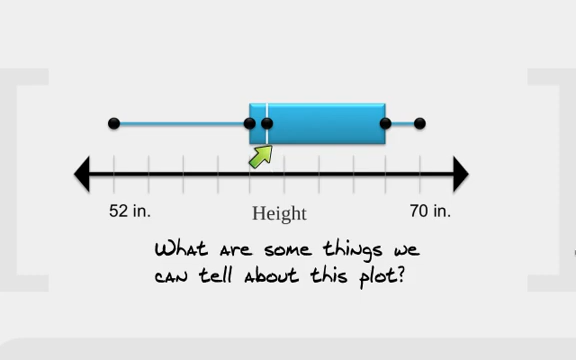 52 in.
Height
70 in.
What are some things we
can tell about this plot?